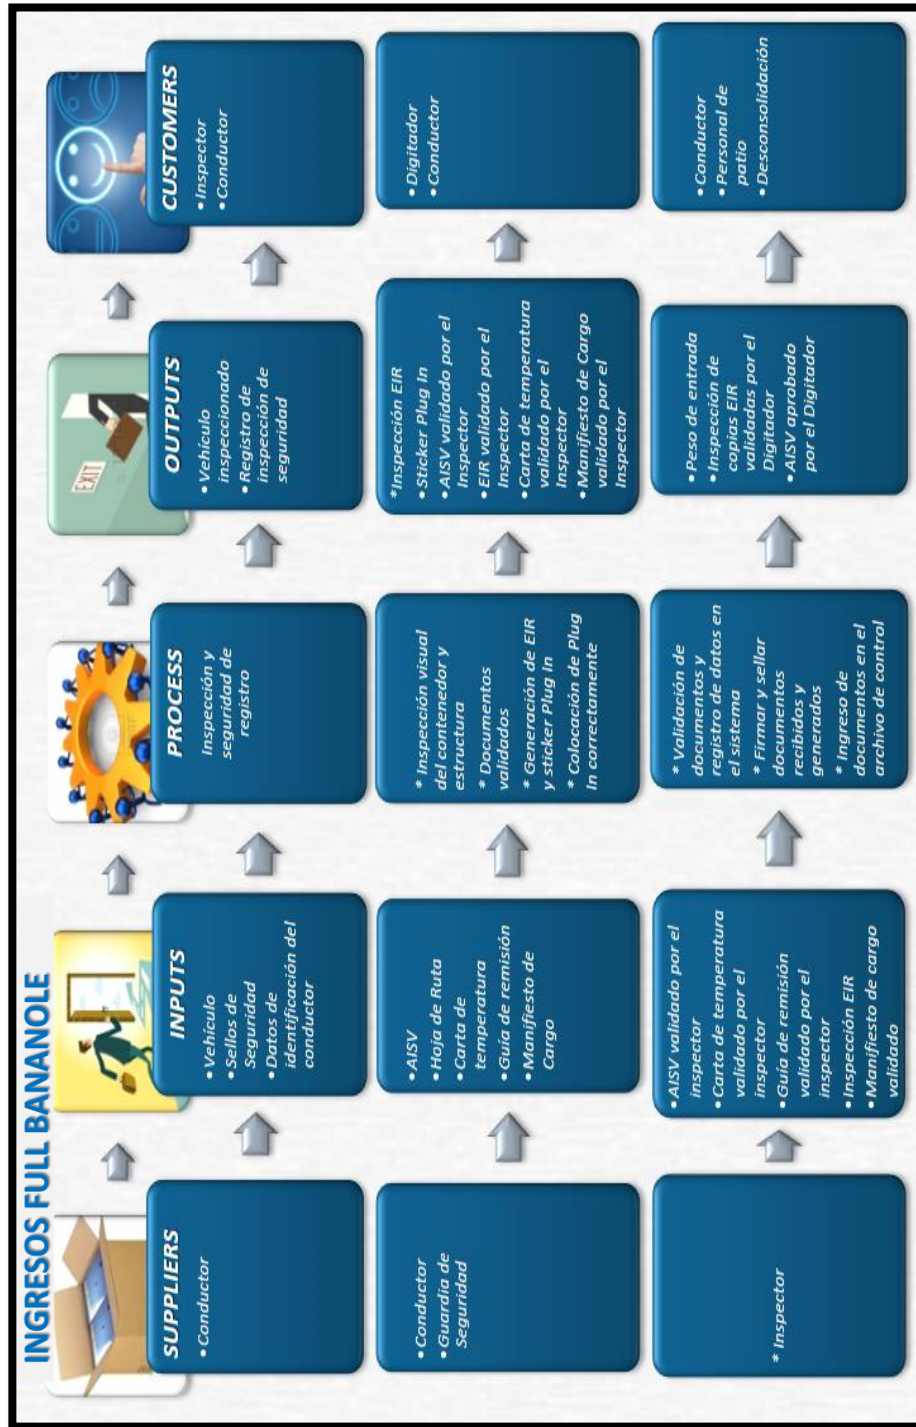 INGRESOS FULL BANANOLE
SUPPLIERS
•Conductor
INPUTS
•Vehículo
•Sellos de
Seguridad
•Datos de
identificación del
conductor
PROCESS
Inspección y
seguridad de
registro
OUTPUTS
•Vehículo
inspeccionado
•Registro de
inspección de
seguridad
EXIT
CUSTOMERS
•Inspector
•Conductor
•Conductor
•Guardia de
Seguridad
•AISV
•Hoja de Ruta
•Carta de
temperatura
•Guía de remisión
•Manifiesto de
Cargo
* Inspección visual
del contenedor y
estructura
* Documentos
validados
* Generación de EIR
y sticker Plug In
* Colocación de Plug
In correctamente
*Inspección EIR
•Sticker Plug In
•AISV validado por el
Inspector
•EIR validado por el
Inspector
•Carta de temperatura
validado por el
Inspector
•Manifiesto de Cargo
validado por el
Inspector
•Digitador
•Conductor
* Inspector
•AISV validado por el
inspector
•Carta de temperatura
validado por el
inspector
•Guía de remisión
validado por el
inspector
•Inspección EIR
•Manifiesto de cargo
validado
* Validación de
documentos y
registro de datos en
el sistema
* Firmar y sellar
documentos
recibidos y
generados
* Ingreso de
documentos en el
archivo de control
•Peso de entrada
•Inspección de
copias EIR
validadas por el
Digitador
•AISV aprobado
por el Digitador
•Conductor
•Personal de
patio
•Desconsolidación